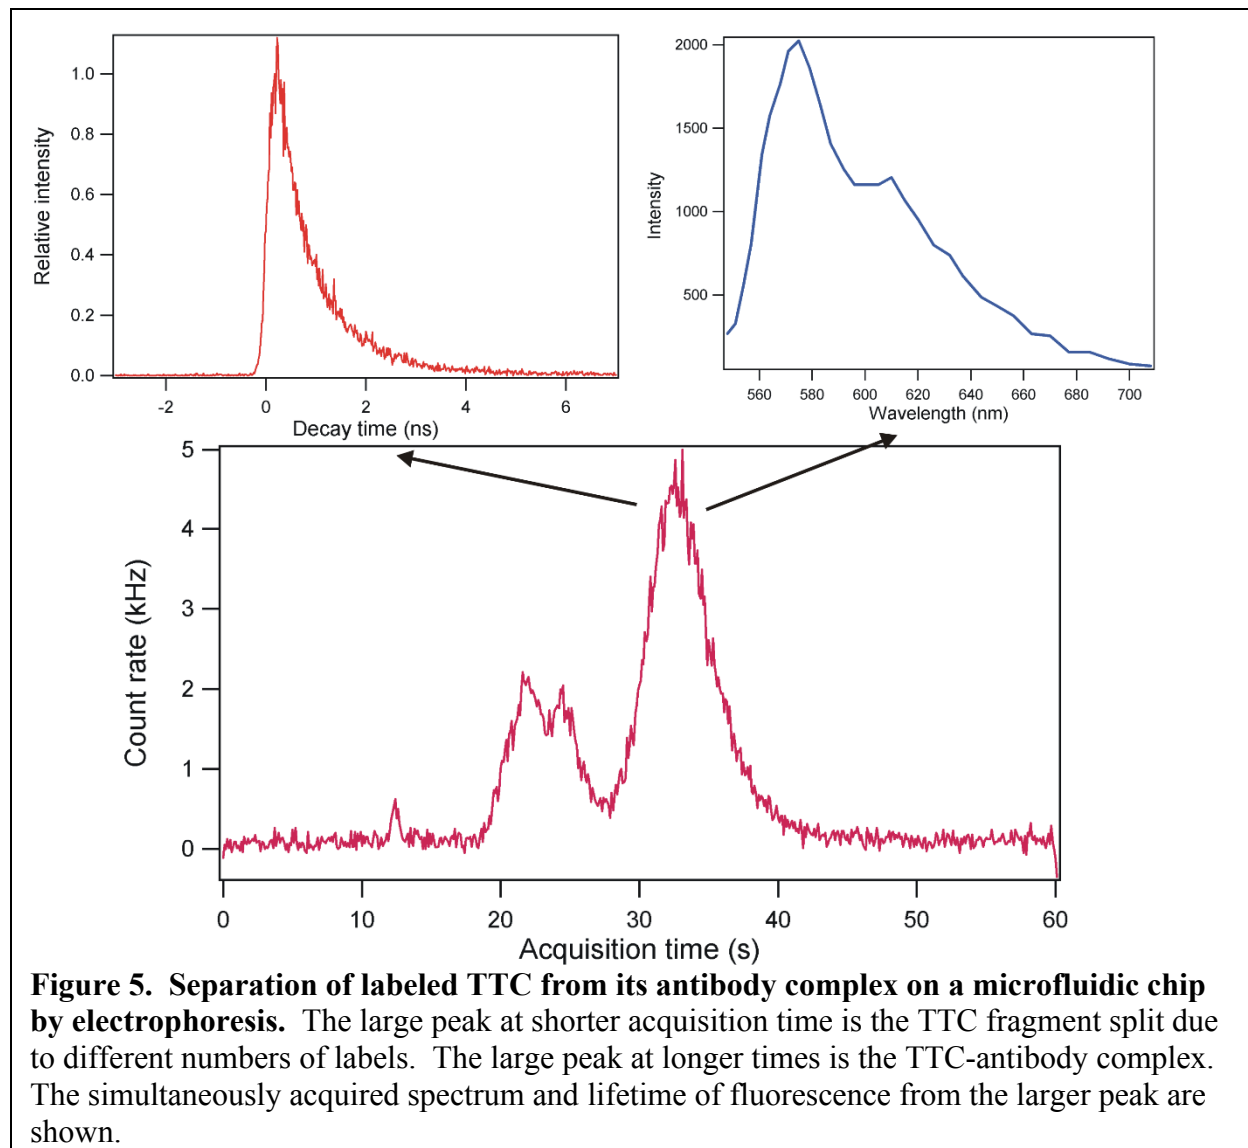 1.0
0.8
0.6
0.4
0.2
0.0
Relative intensity
-2 0 2 4 6
Decay time (ns)
2000
1500
1000
500
Intensity
560 580 600 620 640 660 680 700
Wavelength (nm)
5
4
3
2
1
0
Count rate (kHz)
0 10 20 30 40 50 60
Acquisition time (s)
Figure 5. Separation of labeled TTC from its antibody complex on a microfluidic chip
by electrophoresis. The large peak at shorter acquisition time is the TTC fragment split due
to different numbers of labels. The large peak at longer times is the TTC-antibody complex.
The simultaneously acquired spectrum and lifetime of fluorescence from the larger peak are
shown.